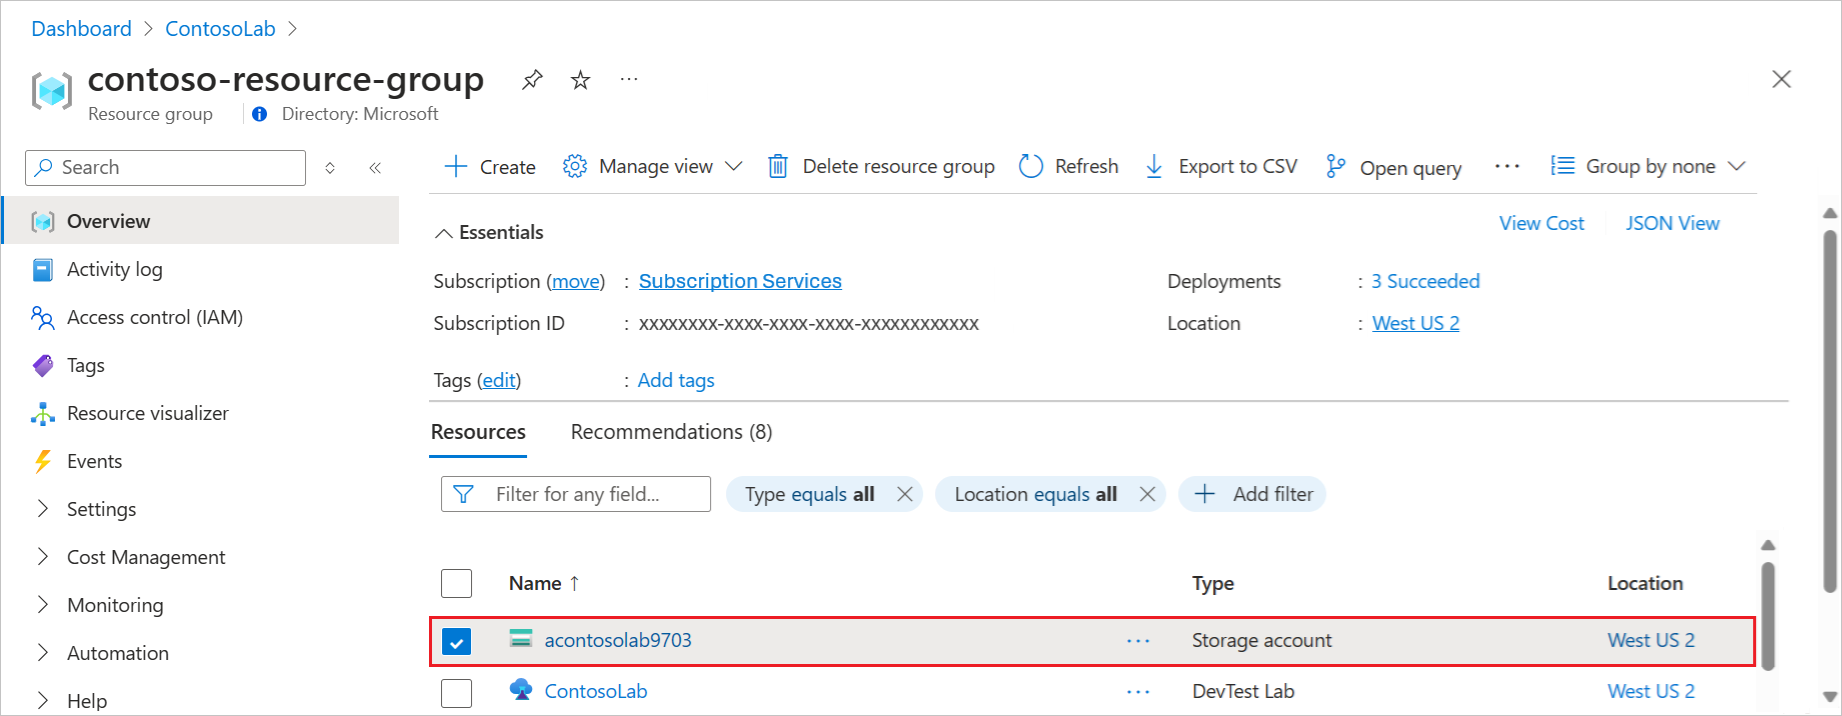 Dashboard > ContosoLab >
contoso-resource-group ...
Resource group Directory: Microsoft
Search
Create Manage view Delete resource group Refresh Export to CSV Open query ... Group by none
Overview
Activity log
Access control (IAM)
Tags
Resource visualizer
Events
Settings
Cost Management
Monitoring
Automation
Help
View Cost JSON View
Essentials
Subscription (move) : Subscription Services
Deployments : 3 Succeeded
Subscription ID : xxxxxxxx-xxxx-xxxx-xxxx-xxxxxxxxxxxx
Location : West US 2
Tags (edit) : Add tags
Resources Recommendations (8)
Filter for any field... Type equals all Location equals all Add filter
Name ↑ Type Location
acontosolab9703 ... Storage account West US 2
ContosoLab ... DevTest Lab West US 2